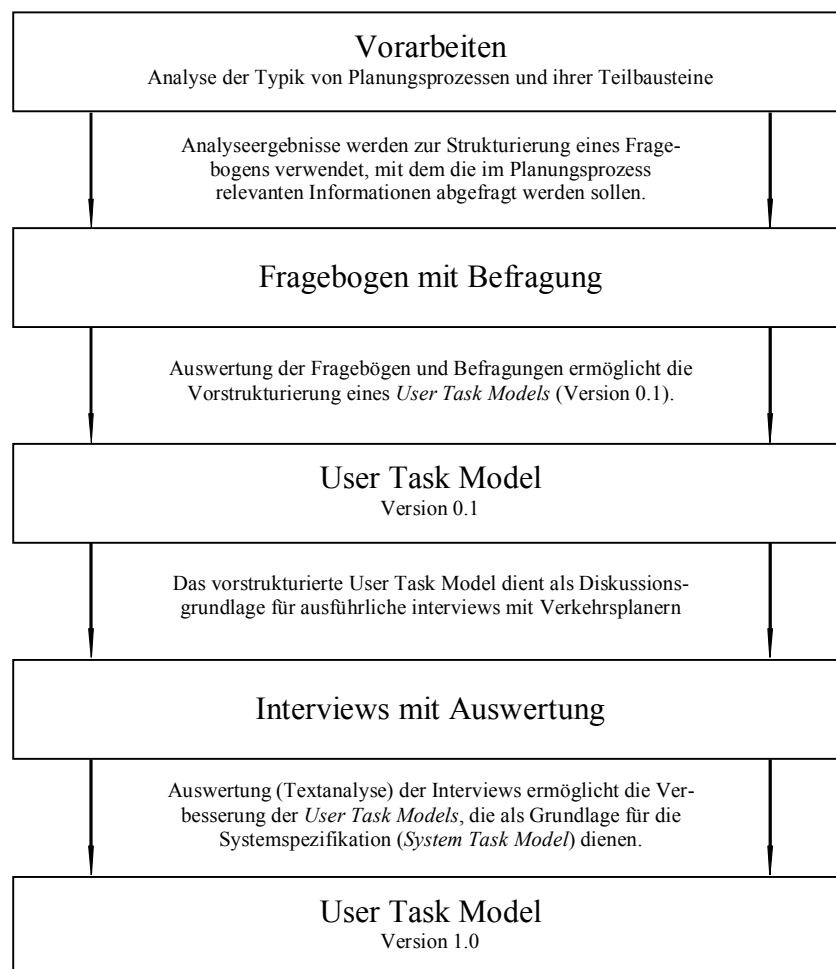 Vorarbeiten
Analyse der Typik von Planungsprozessen und ihrer Teilbausteine
Analyseergebnisse werden zur Strukturierung eines Frage-
bogens verwendet, mit dem die im Planungsprozess
relevanten Informationen abgefragt werden sollen.
Fragebogen mit Befragung
Auswertung der Fragebögen und Befragungen ermöglicht die
Vorstrukturierung eines User Task Models (Version 0.1).
User Task Model
Version 0.1
Das vorstrukturierte User Task Model dient als Diskussions-
grundlage für ausführliche interviews mit Verkehrsplanern
Interviews mit Auswertung
Auswertung (Textanalyse) der Interviews ermöglicht die Ver-
besserung der User Task Models, die als Grundlage für die
Systemspezifikation (System Task Model) dienen.
User Task Model
Version 1.0